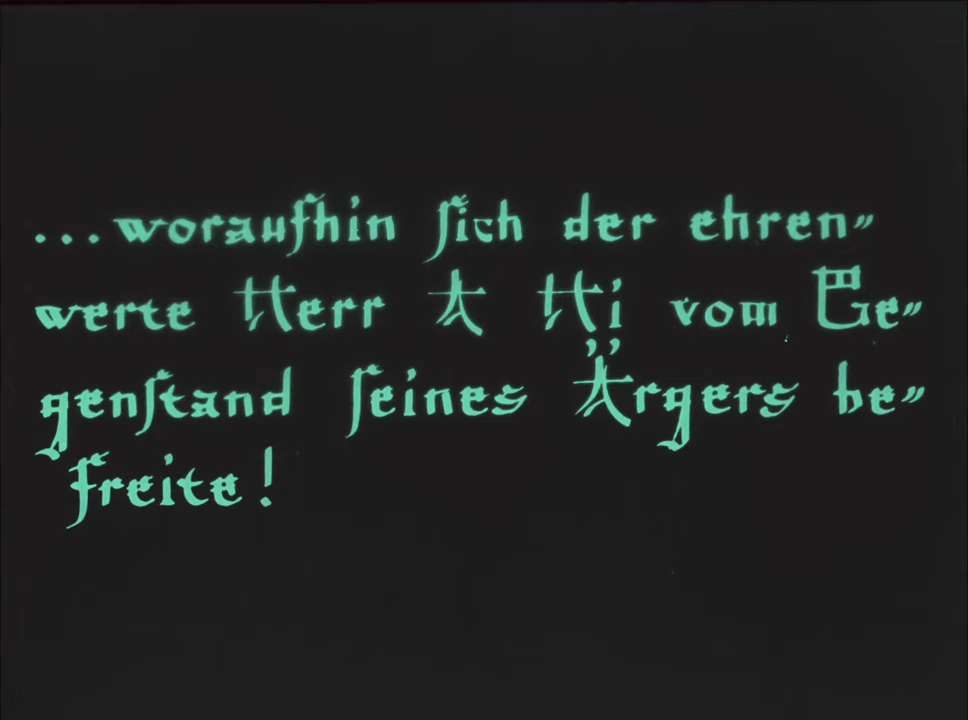 ...woraufhin ſich der ehren⸗
werte Herr A Hi vom Ge⸗
genſtand ſeines Ärgers be⸗
freite!